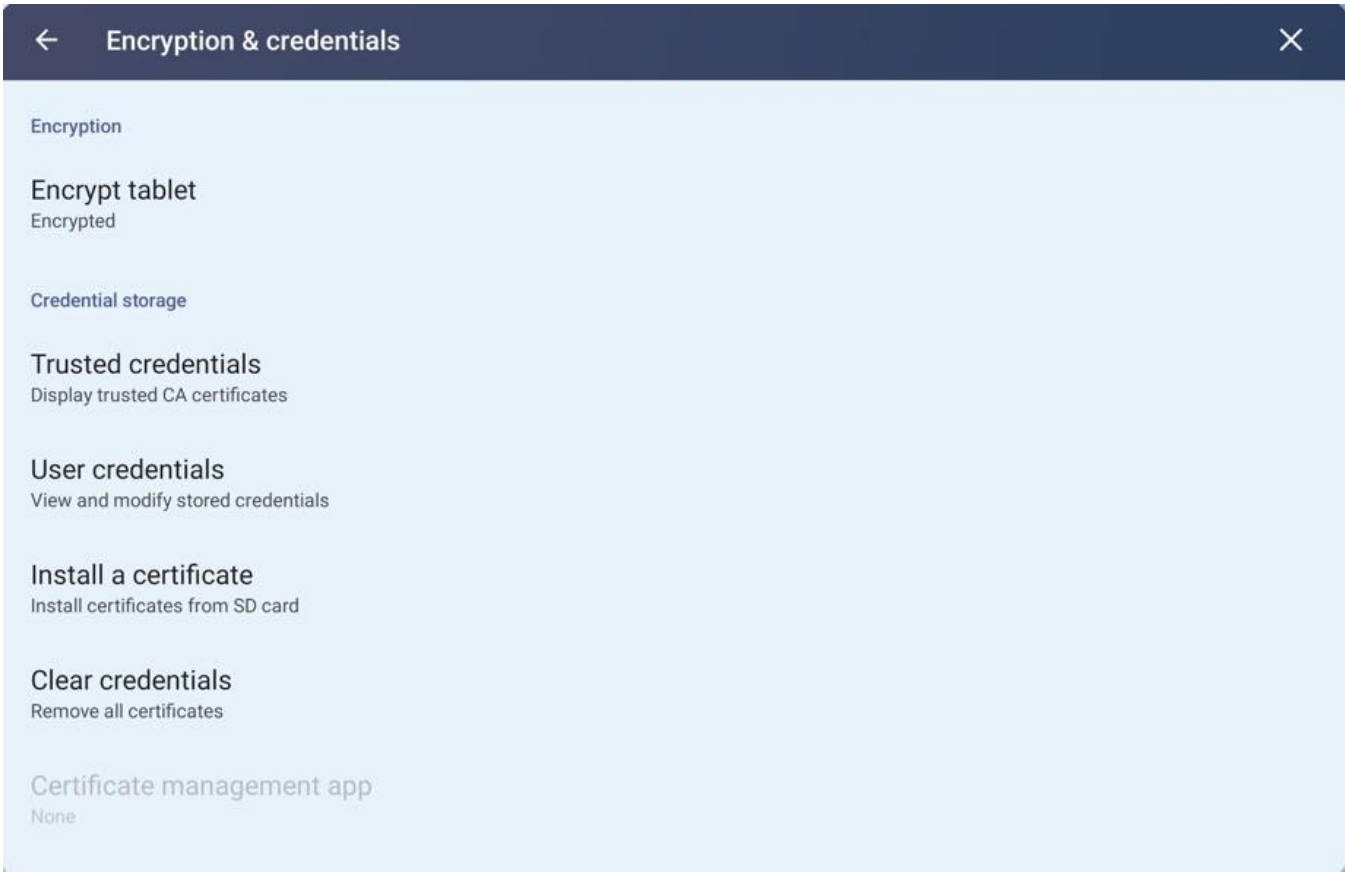 Encryption & credentials
Encryption
Encrypt tablet
Encrypted
Credential storage
Trusted credentials
Display trusted CA certificates
User credentials
View and modify stored credentials
Install a certificate
Install certificates from SD card
Clear credentials
Remove all certificates
Certificate management app
None